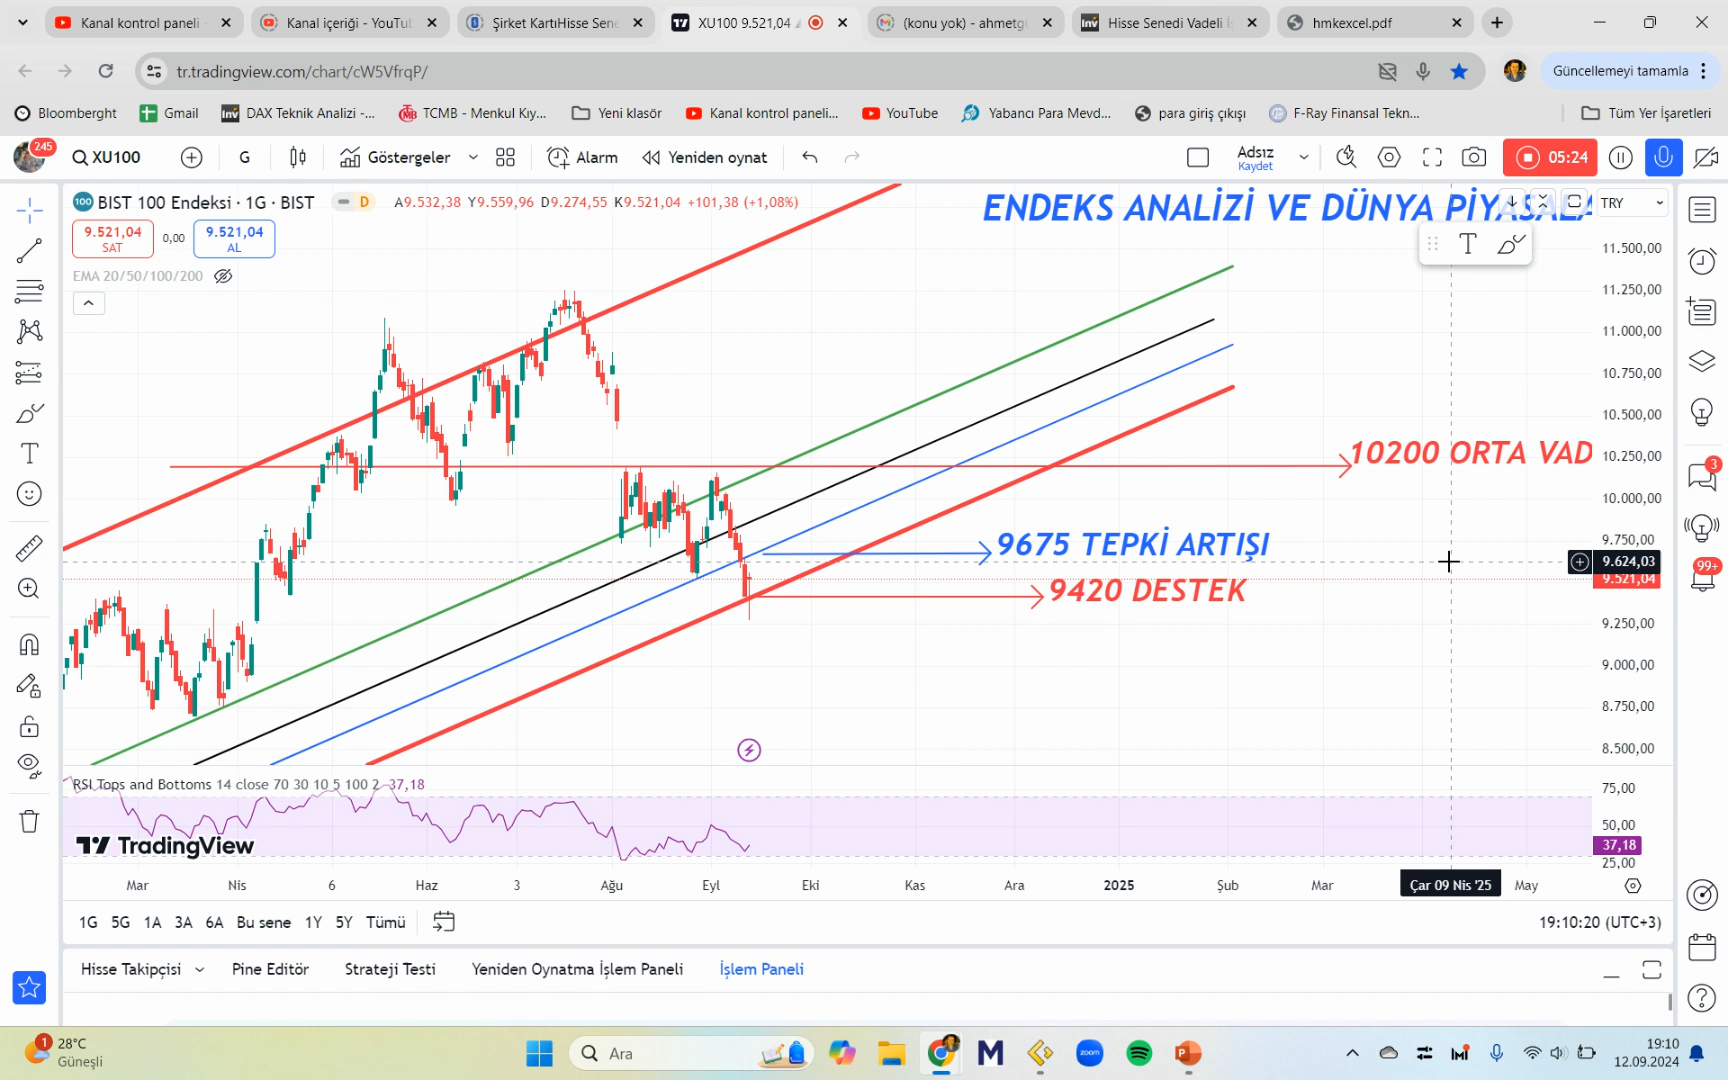 Kanal kontrol paneli
Kanal içeriği - YouTu
Şirket KartıHisse Sene
XU100 9.521,04
(konu yok) - ahmetg
Hisse Senedi Vadeli
hmkexcel.pdf
tr.tradingview.com/chart/cW5VfrqP/
Güncellemeyi tamamla
Bloomberght
Gmail
DAX Teknik Analizi -...
TCMB - Menkul Kıy...
Yeni klasör
Kanal kontrol paneli...
YouTube
Yabancı Para Mevd...
para giriş çıkışı
F-Ray Finansal Tekn...
Tüm Yer İşaretleri
245
XU100
G
Göstergeler
Alarm
Yeniden oynat
Adsız
Kaydet
05:24
100 BIST 100 Endeksi · 1G · BIST
D
A9.532,38 Y9.559,96 D9.274,55 K9.521,04 +101,38 (+1,08%)
ENDEKS ANALİZİ VE DÜNYA PİYASALA
TRY
9.521,04
SAT
0,00
9.521,04
AL
EMA 20/50/100/200
11.500,00
11.250,00
11.000,00
10.750,00
10.500,00
10.250,00
10.000,00
9.750,00
9.624,03
9.521,04
9.250,00
9.000,00
8.750,00
8.500,00
10200 ORTA VAD
9675 TEPKİ ARTIŞI
9420 DESTEK
RSI Tops and Bottoms 14 close 70 30 10 5 100 2 37,18
75,00
50,00
37,18
25,00
TradingView
Mar
Nis
6
Haz
3
Ağu
Eyl
Eki
Kas
Ara
2025
Şub
Mar
Çar 09 Nis '25
May
1G 5G 1A 3A 6A Bu sene 1Y 5Y Tümü
19:10:20 (UTC+3)
Hisse Takipçisi
Pine Editör
Strateji Testi
Yeniden Oynatma İşlem Paneli
İşlem Paneli
3
99+
1
28°C
Güneşli
Ara
zoom
19:10
12.09.2024